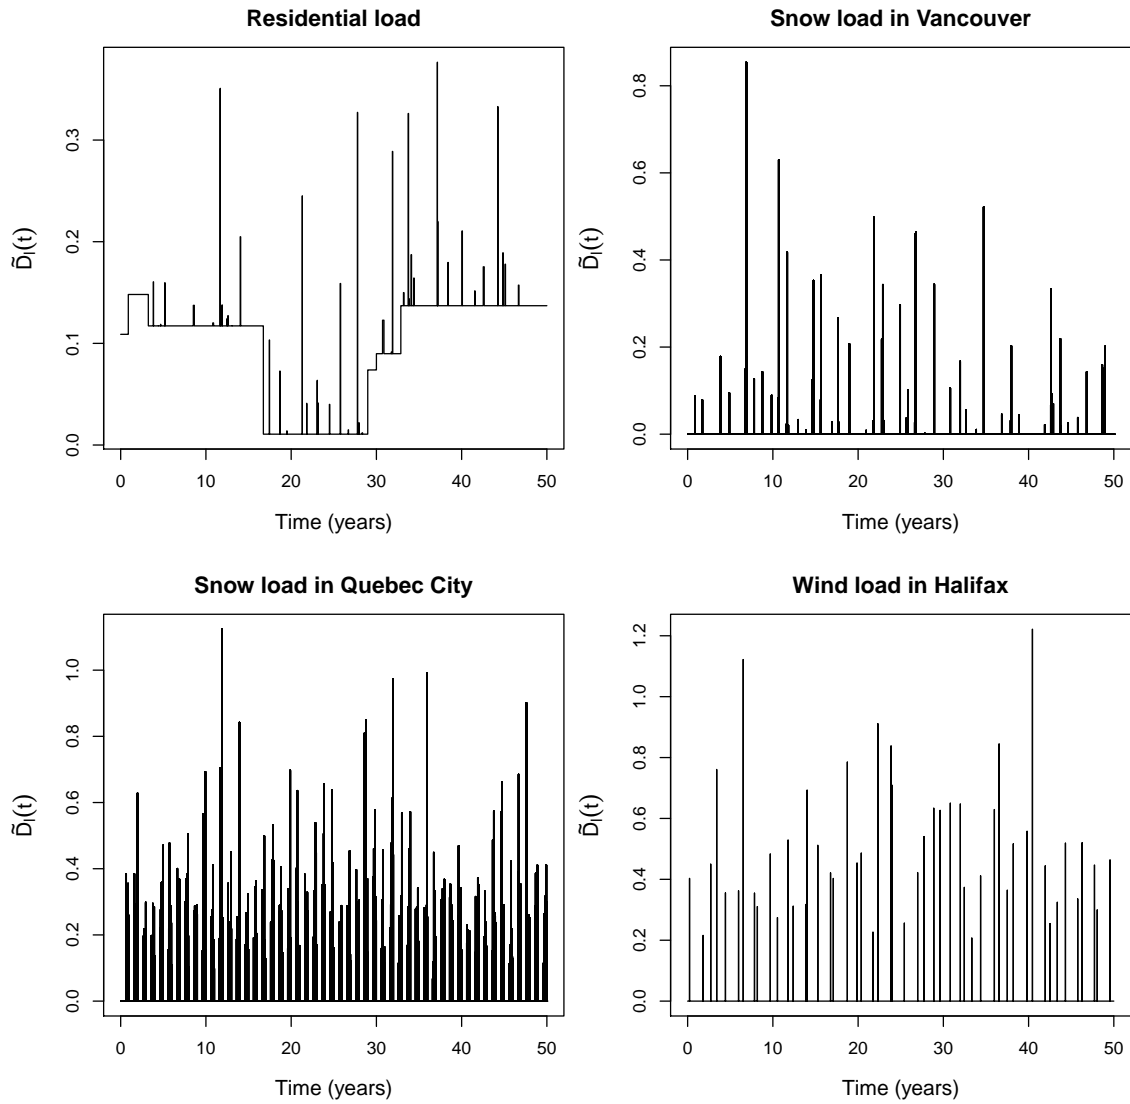 Residential load
D̃l(t)
0.0 0.1 0.2 0.3
0 10 20 30 40 50
Time (years)
Snow load in Vancouver
D̃l(t)
0.0 0.2 0.4 0.6 0.8
0 10 20 30 40 50
Time (years)
Snow load in Quebec City
D̃l(t)
0.0 0.2 0.4 0.6 0.8 1.0
0 10 20 30 40 50
Time (years)
Wind load in Halifax
D̃l(t)
0.0 0.2 0.4 0.6 0.8 1.0 1.2
0 10 20 30 40 50
Time (years)